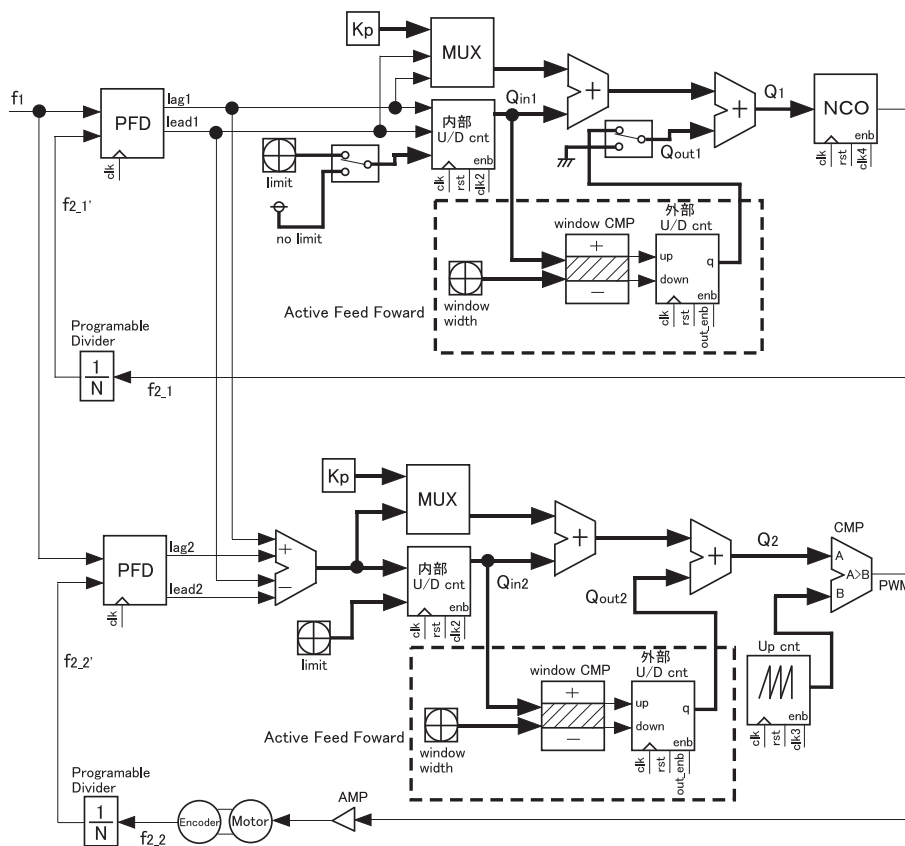 Kp
MUX
f1
PFD
clk
lag1
lead1
f2_1'
limit
no limit
内部
U/D cnt
enb
clk
rst
clk2
Qin1
+
+
Q1
Qout1
NCO
enb
clk
rst
clk4
Active Feed Foward
window CMP
+
−
window
width
外部
U/D cnt
up
down
q
enb
clk
rst
out_enb
Programable
Divider
1
N
f2_1
Kp
MUX
PFD
clk
lag2
lead2
f2_2'
+
−
limit
内部
U/D cnt
enb
clk
rst
clk2
Qin2
+
+
Q2
Qout2
CMP
A
A>B
B
PWM
Up cnt
enb
clk
rst
clk3
Active Feed Foward
window CMP
+
−
window
width
外部
U/D cnt
up
down
q
enb
clk
rst
out_enb
Programable
Divider
1
N
f2_2
Encoder
Motor
AMP